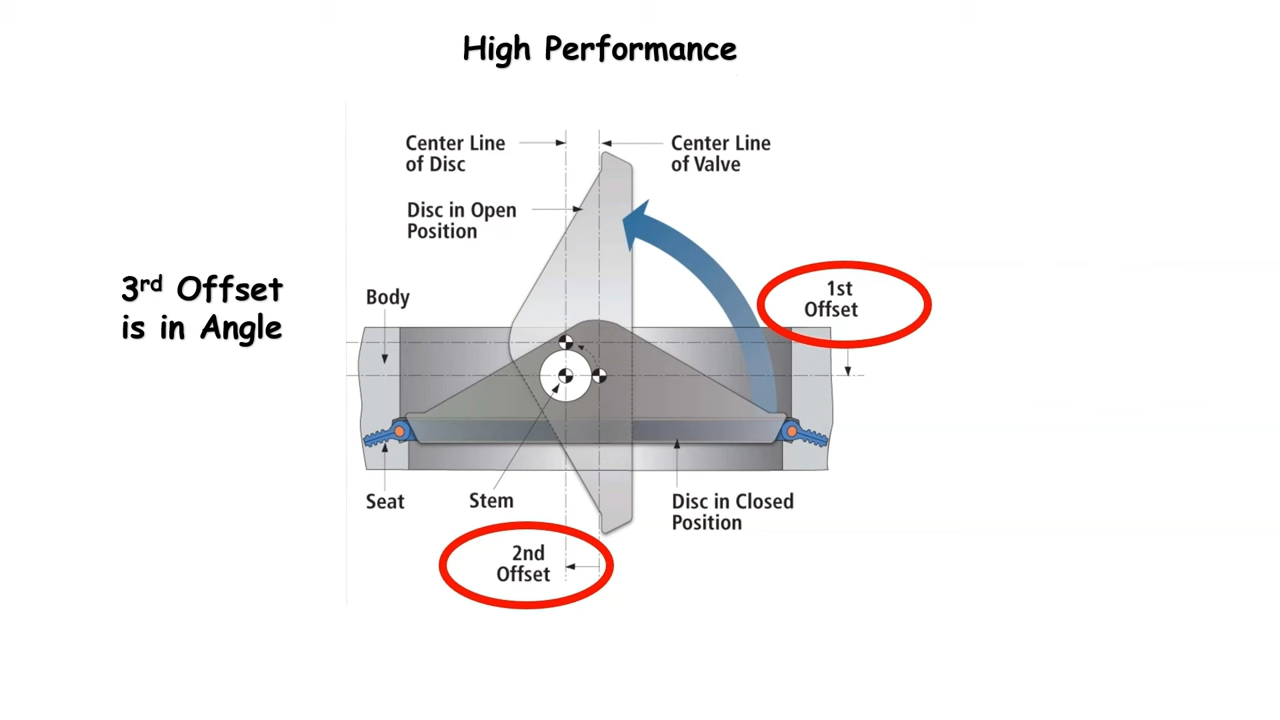 High Performance
Center Line
of Disc
Center Line
of Valve
Disc in Open
Position
3rd Offset
is in Angle
Body
1st
Offset
Seat
Stem
Disc in Closed
Position
2nd
Offset